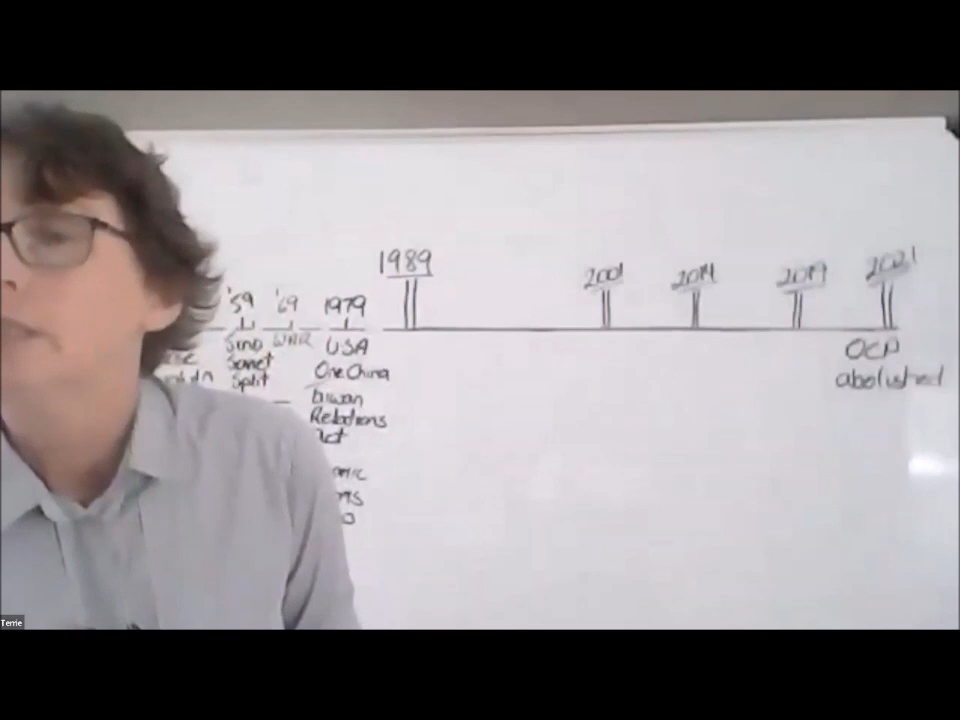 1989
2001
2014
2019
2021
'59
'69
1979
Sino
Soviet
Split
WAR
USA
One China
Taiwan
Relations
Act
OCP
abolished
Terrie